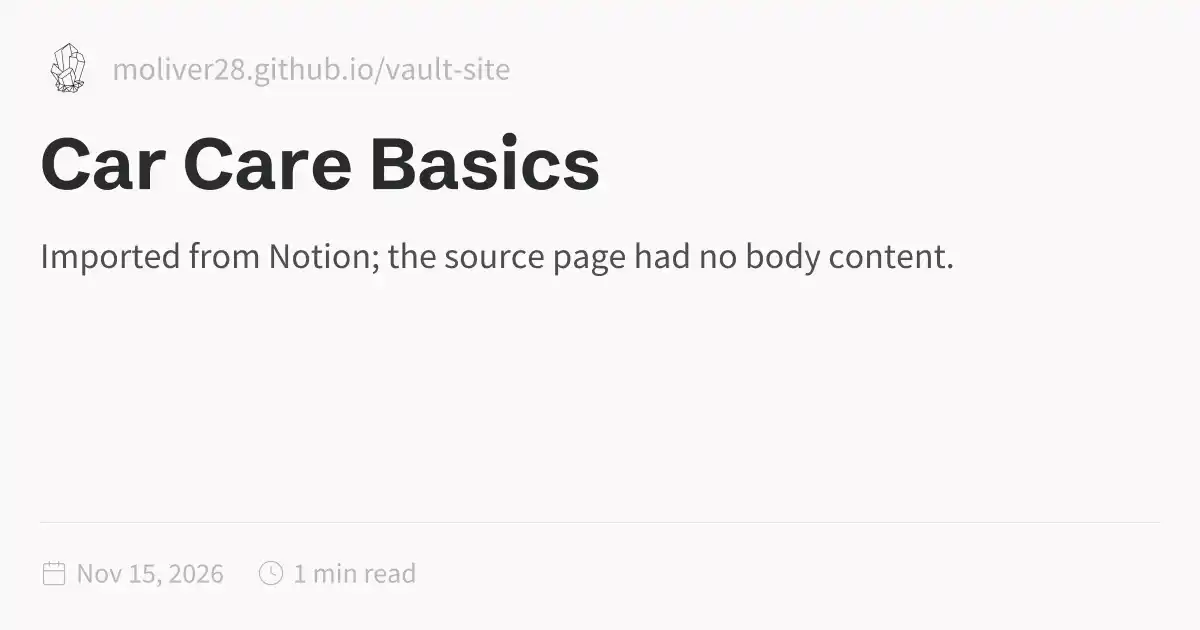 moliver28.github.io/vault-site
Car Care Basics
Imported from Notion; the source page had no body content.
Nov 15, 2026
1 min read